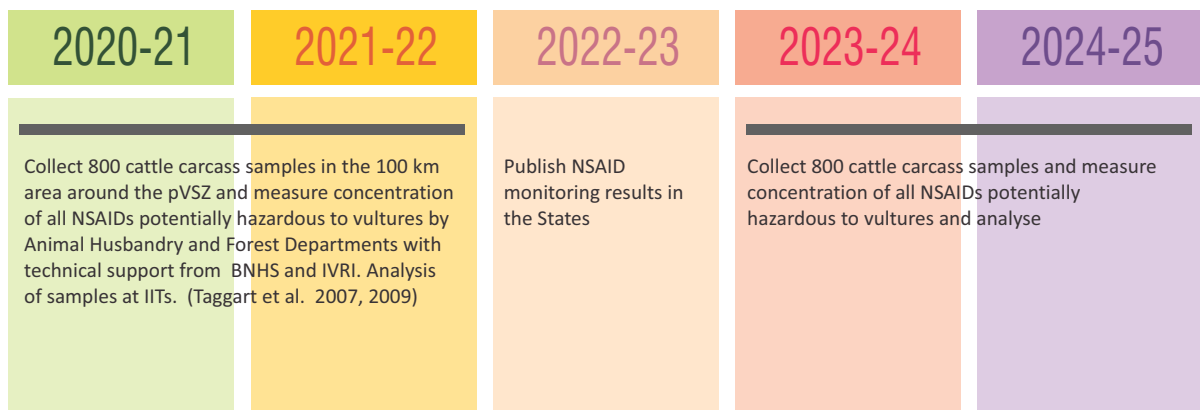 2020-21
2021-22
2022-23
2023-24
2024-25
Collect 800 cattle carcass samples in the 100 km
area around the pVSZ and measure concentration
of all NSAIDs potentially hazardous to vultures by
Animal Husbandry and Forest Departments with
technical support from BNHS and IVRI. Analysis
of samples at IITs. (Taggart et al. 2007, 2009)
Publish NSAID
monitoring results in
the States
Collect 800 cattle carcass samples and measure
concentration of all NSAIDs potentially
hazardous to vultures and analyse